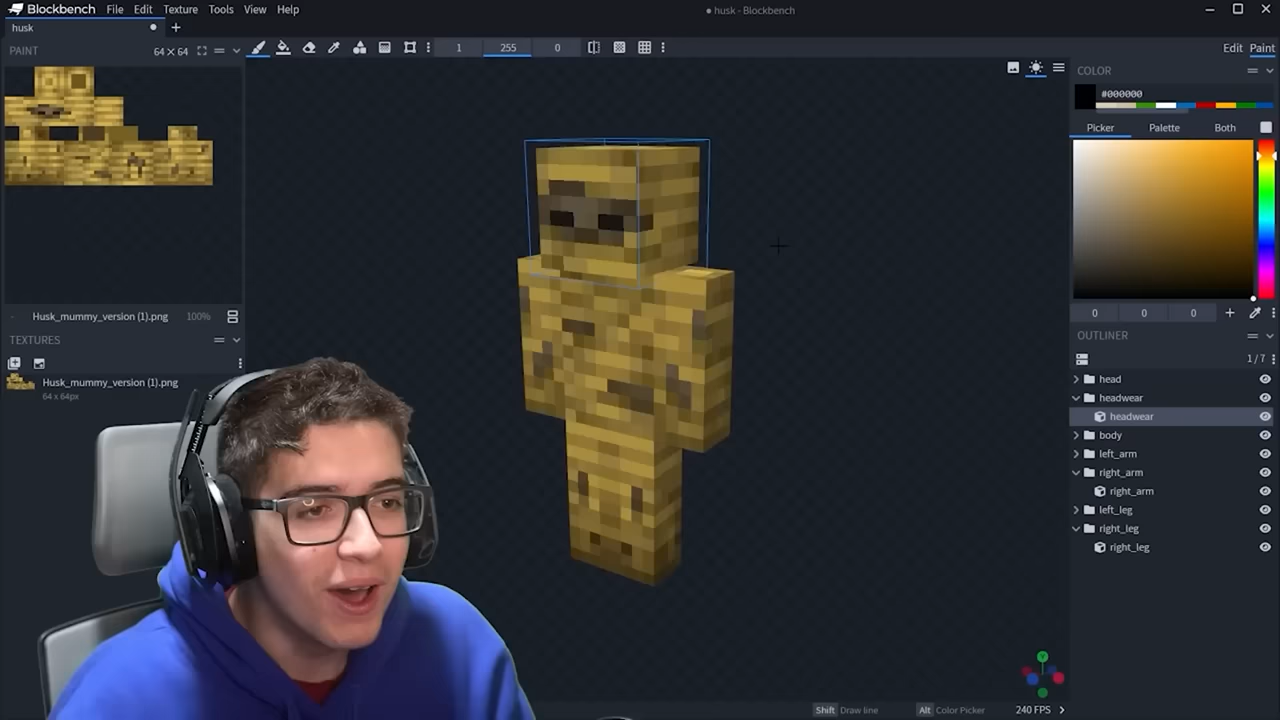 Blockbench File Edit Texture Tools View Help
• husk - Blockbench
husk
PAINT 64 × 64
1 255 0
Edit Paint
COLOR
#000000
Picker Palette Both
0 0 0
Husk_mummy_version (1).png 100%
TEXTURES
Husk_mummy_version (1).png
64 x 64px
OUTLINER
1/7
head
headwear
headwear
body
left_arm
right_arm
right_arm
left_leg
right_leg
right_leg
Y
Shift Draw line Alt Color Picker 240 FPS